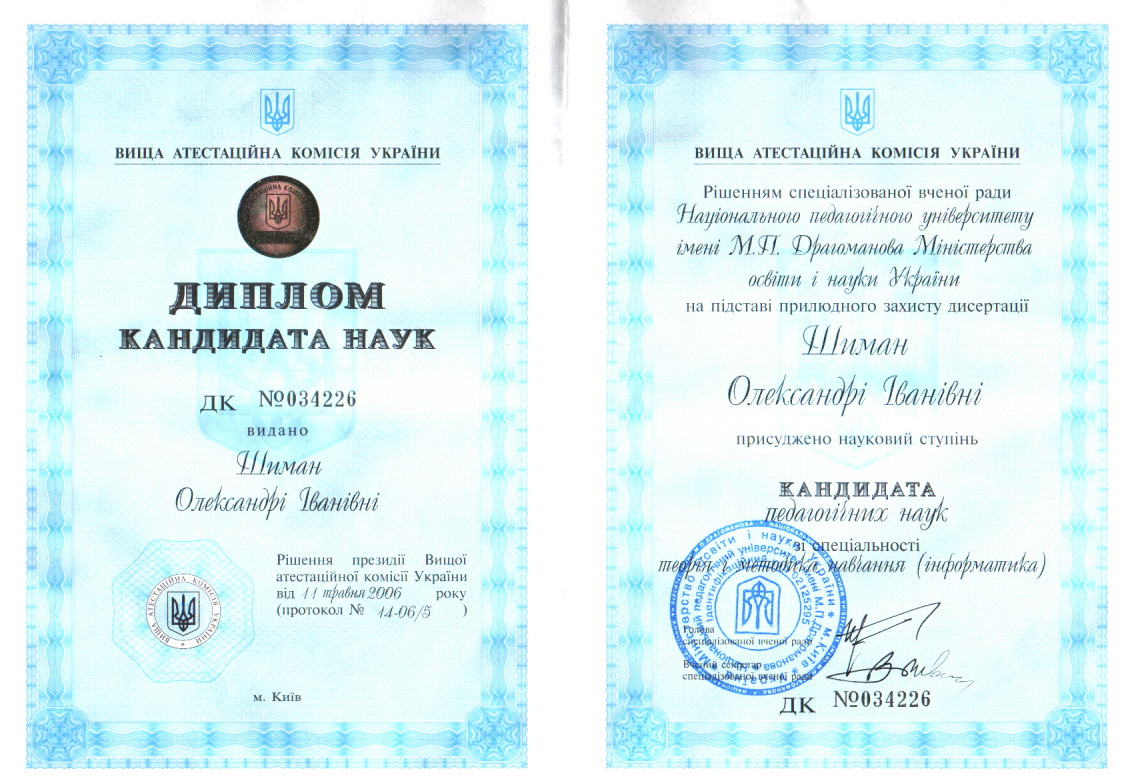 ВИЩА АТЕСТАЦІЙНА КОМІСІЯ УКРАЇНИ
ДИПЛОМ
КАНДИДАТА НАУК
ДК №034226
видано
Шиман
Олександрі Іванівні
Рішення президії Вищої
атестаційної комісії України
від 11 травня 2006 року
(протокол № 14-06/5 )
ВИЩА АТЕСТАЦІЙНА КОМІСІЯ УКРАЇНИ
м. Київ
ВИЩА АТЕСТАЦІЙНА КОМІСІЯ УКРАЇНИ
Рішенням спеціалізованої вченої ради
Національного педагогічного університету
імені М.П. Драгоманова Міністерства
освіти і науки України
на підставі прилюдного захисту дисертації
Шиман
Олександрі Іванівні
присуджено науковий ступінь
КАНДИДАТА
педагогічних наук
зі спеціальності
теорія і методика навчання (інформатика)
Голова
спеціалізованої вченої ради
Вчений секретар
спеціалізованої вченої ради
ДК №034226